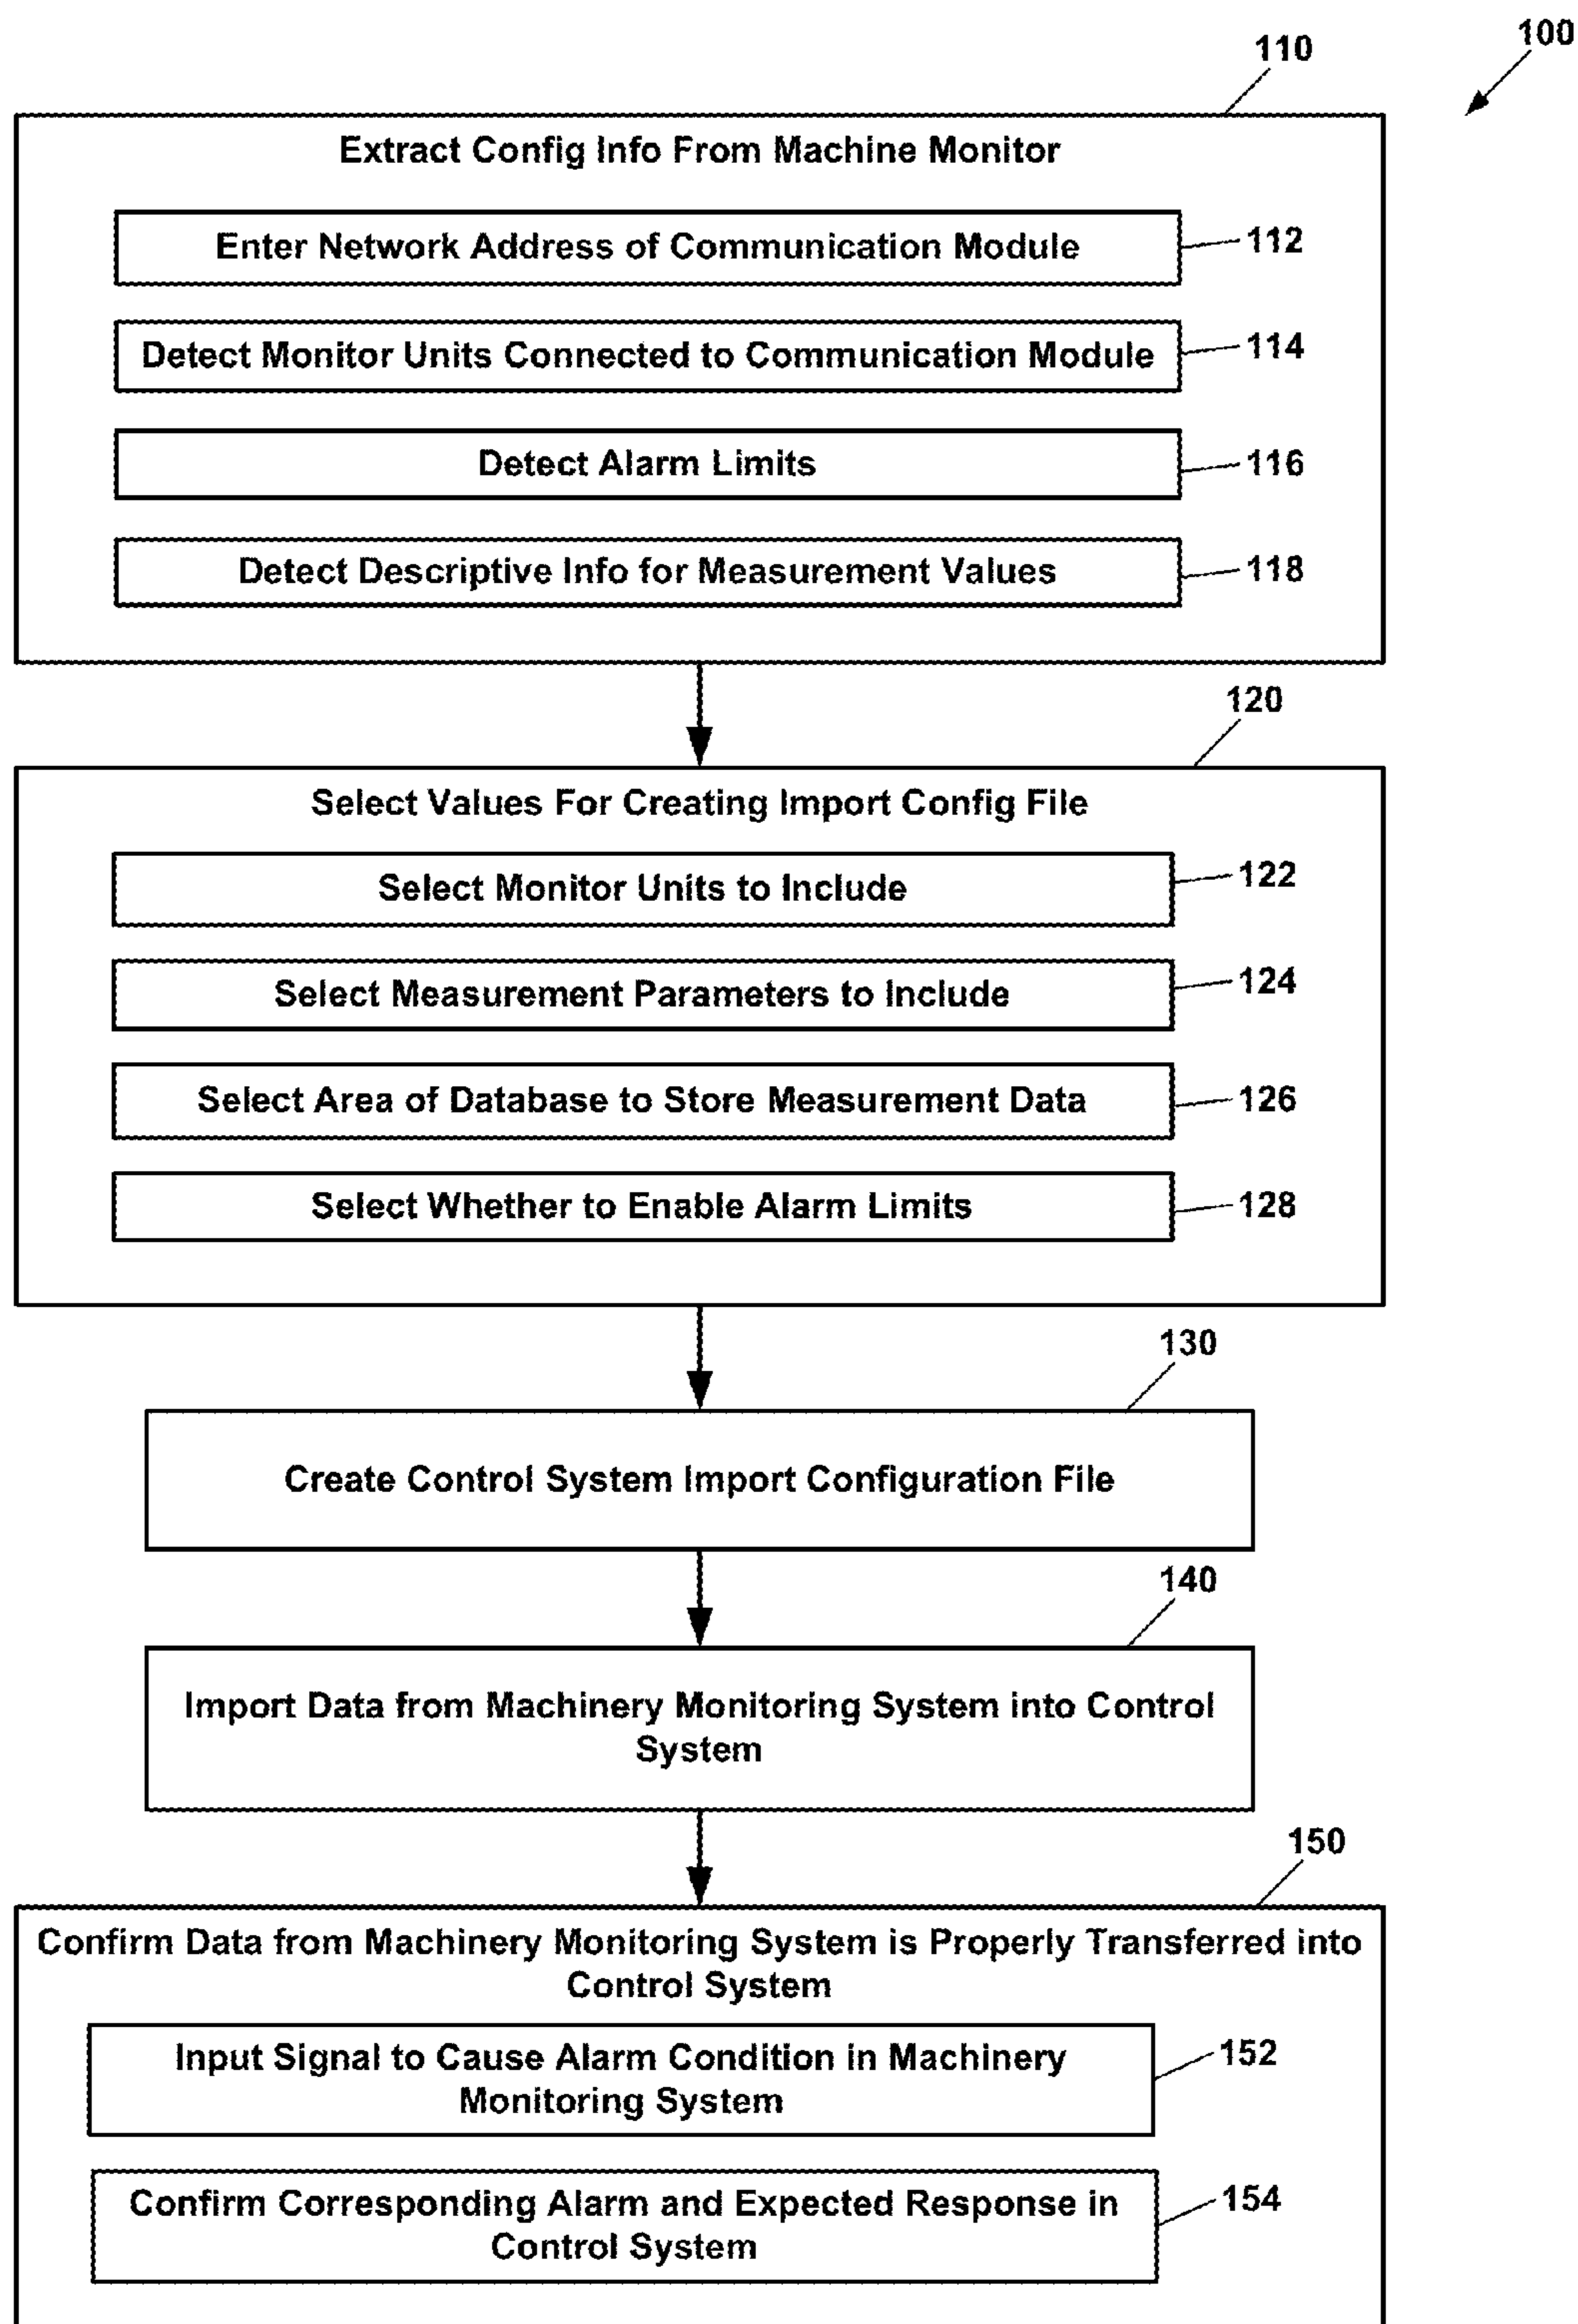 100
110
Extract Config Info From Machine Monitor
Enter Network Address of Communication Module
112
Detect Monitor Units Connected to Communication Module
114
Detect Alarm Limits
116
Detect Descriptive Info for Measurement Values
118
120
Select Values For Creating Import Config File
Select Monitor Units to Include
122
Select Measurement Parameters to Include
124
Select Area of Database to Store Measurement Data
126
Select Whether to Enable Alarm Limits
128
130
Create Control System Import Configuration File
140
Import Data from Machinery Monitoring System into Control
System
150
Confirm Data from Machinery Monitoring System is Properly Transferred into
Control System
Input Signal to Cause Alarm Condition in Machinery
Monitoring System
152
Confirm Corresponding Alarm and Expected Response in
Control System
154